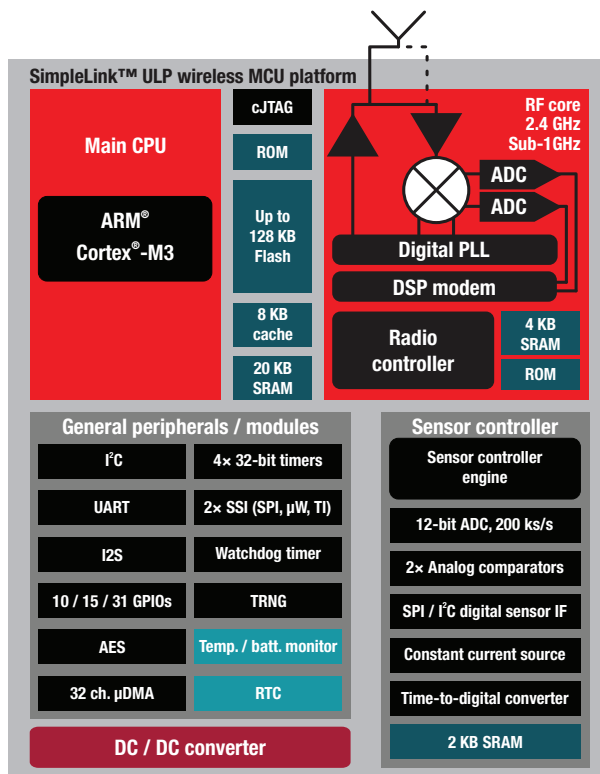 SimpleLink™ ULP wireless MCU platform
Main CPU
ARM®
Cortex®-M3
cJTAG
ROM
Up to
128 KB
Flash
8 KB
cache
20 KB
SRAM
RF core
2.4 GHz
Sub-1GHz
ADC
ADC
Digital PLL
DSP modem
Radio
controller
4 KB
SRAM
ROM
General peripherals / modules
I²C
4× 32-bit timers
UART
2× SSI (SPI, µW, TI)
I2S
Watchdog timer
10 / 15 / 31 GPIOs
TRNG
AES
Temp. / batt. monitor
32 ch. µDMA
RTC
DC / DC converter
Sensor controller
Sensor controller
engine
12-bit ADC, 200 ks/s
2× Analog comparators
SPI / I²C digital sensor IF
Constant current source
Time-to-digital converter
2 KB SRAM